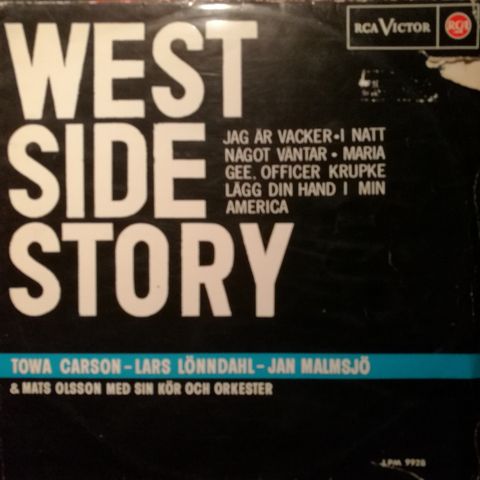 RCA VICTOR RCA
WEST
SIDE
STORY
JAG ÄR VACKER • I NATT
NÅGOT VÄNTAR • MARIA
GEE, OFFICER KRUPKE
LÄGG DIN HAND I MIN
AMERICA
TOWA CARSON – LARS LÖNNDAHL – JAN MALMSJÖ
& MATS OLSSON MED SIN KÖR OCH ORKESTER
LPM 9928